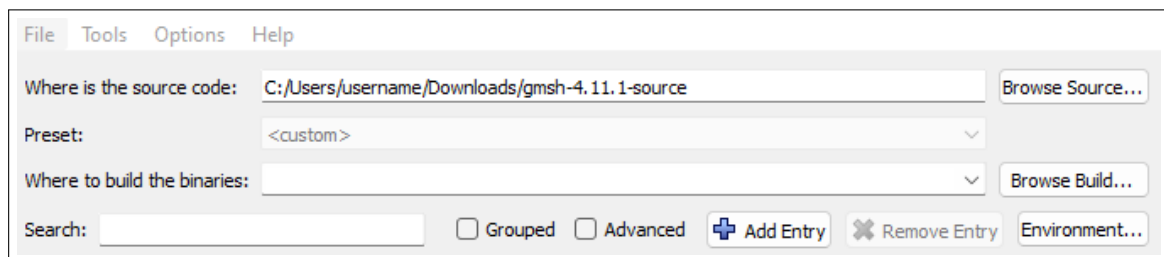 File Tools Options Help
Where is the source code: C:/Users/username/Downloads/gmsh-4.11.1-source Browse Source...
Preset: <custom>
Where to build the binaries: Browse Build...
Search: Grouped Advanced Add Entry Remove Entry Environment...